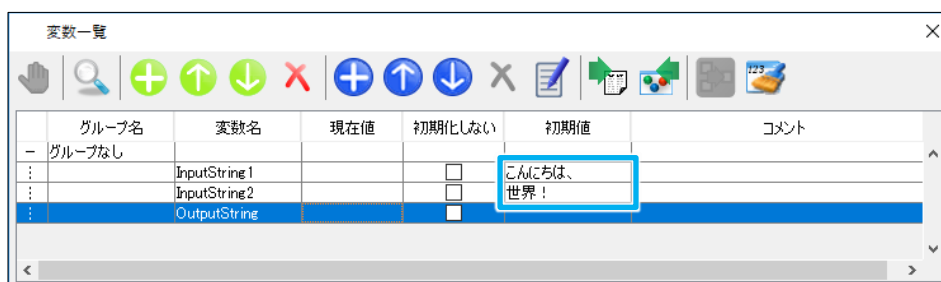 変数一覧
123
グループ名 変数名 現在値 初期化しない 初期値 コメント
グループなし
InputString1 こんにちは、
InputString2 世界！
OutputString